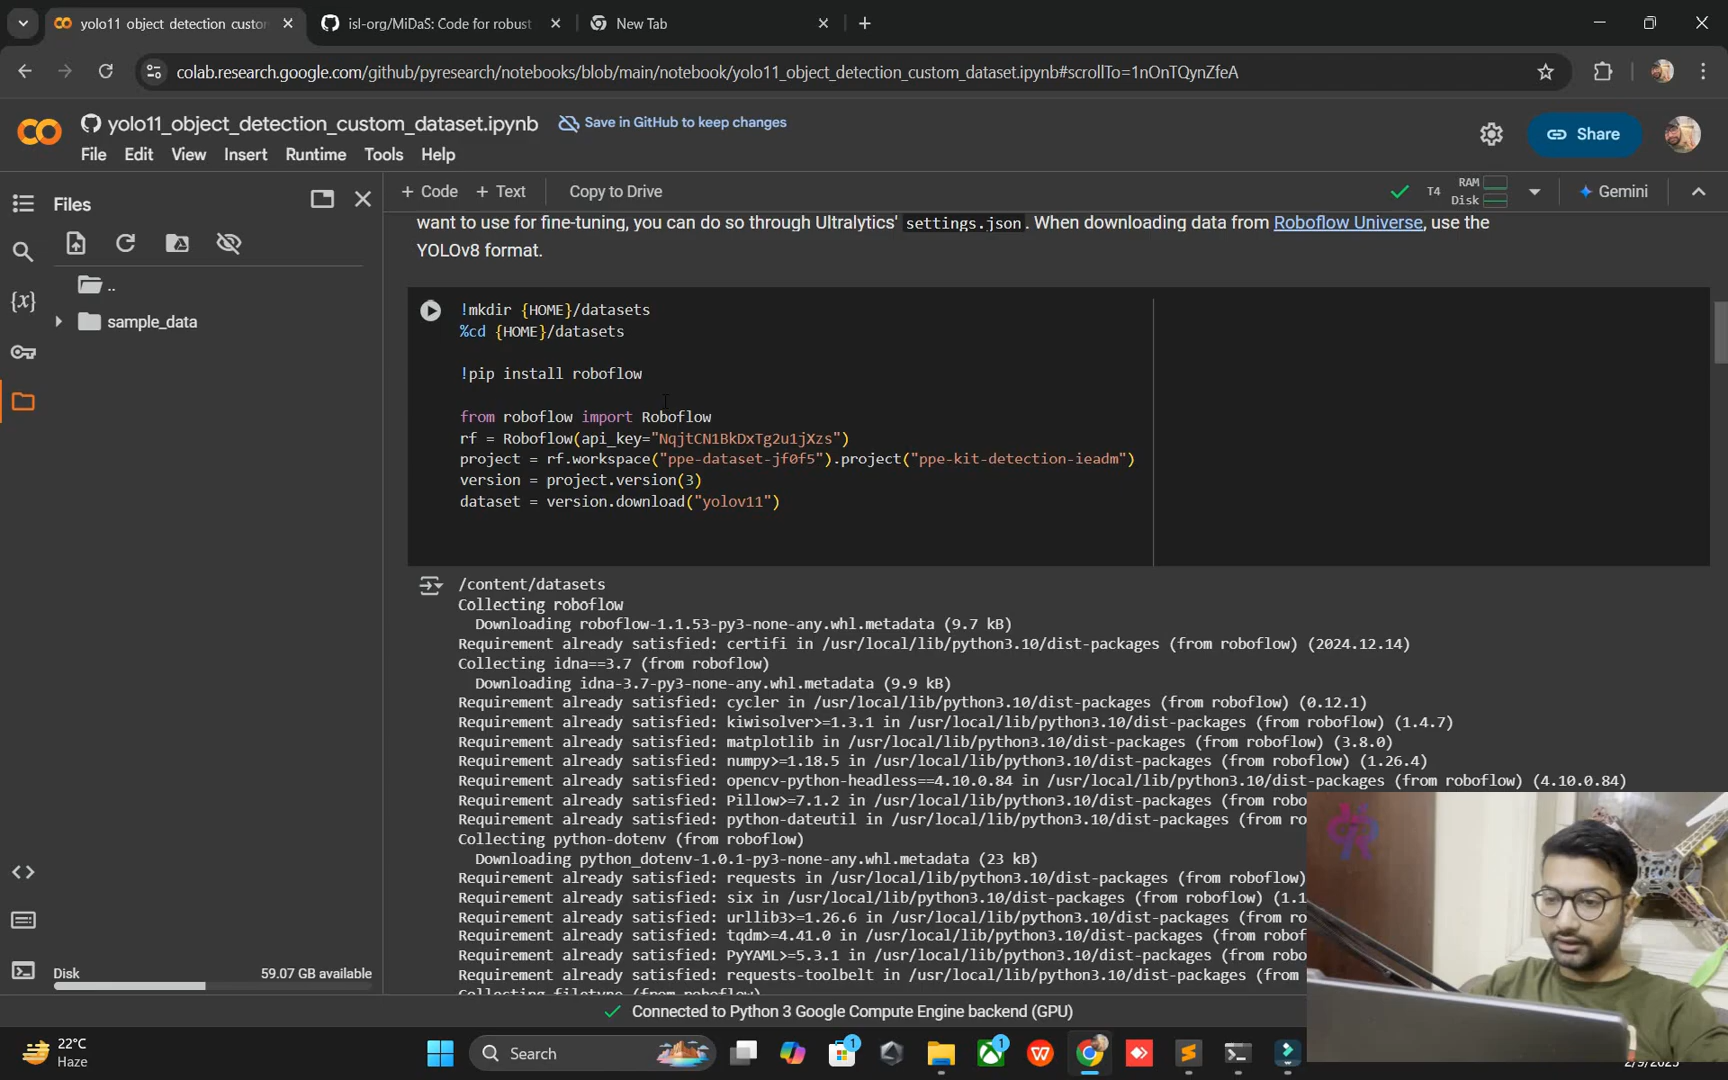 yolo11 object detection custo
isl-org/MiDaS: Code for robust
New Tab
colab.research.google.com/github/pyresearch/notebooks/blob/main/notebook/yolo11_object_detection_custom_dataset.ipynb#scrollTo=1nOnTQynZfeA
yolo11_object_detection_custom_dataset.ipynb
Save in GitHub to keep changes
Share
File Edit View Insert Runtime Tools Help
Files
+ Code + Text
Copy to Drive
T4
RAM
Disk
Gemini
..
sample_data
want to use for fine-tuning, you can do so through Ultralytics' settings.json. When downloading data from Roboflow Universe, use the
YOLOv8 format.
!mkdir {HOME}/datasets
%cd {HOME}/datasets
!pip install roboflow
from roboflow import Roboflow
rf = Roboflow(api_key="NqjtCN1BkDxTg2u1jXzs")
project = rf.workspace("ppe-dataset-jf0f5").project("ppe-kit-detection-ieadm")
version = project.version(3)
dataset = version.download("yolov11")
/content/datasets
Collecting roboflow
Downloading roboflow-1.1.53-py3-none-any.whl.metadata (9.7 kB)
Requirement already satisfied: certifi in /usr/local/lib/python3.10/dist-packages (from roboflow) (2024.12.14)
Collecting idna==3.7 (from roboflow)
Downloading idna-3.7-py3-none-any.whl.metadata (9.9 kB)
Requirement already satisfied: cycler in /usr/local/lib/python3.10/dist-packages (from roboflow) (0.12.1)
Requirement already satisfied: kiwisolver>=1.3.1 in /usr/local/lib/python3.10/dist-packages (from roboflow) (1.4.7)
Requirement already satisfied: matplotlib in /usr/local/lib/python3.10/dist-packages (from roboflow) (3.8.0)
Requirement already satisfied: numpy>=1.18.5 in /usr/local/lib/python3.10/dist-packages (from roboflow) (1.26.4)
Requirement already satisfied: opencv-python-headless==4.10.0.84 in /usr/local/lib/python3.10/dist-packages (from roboflow) (4.10.0.84)
Requirement already satisfied: Pillow>=7.1.2 in /usr/local/lib/python3.10/dist-packages (from robo
Requirement already satisfied: python-dateutil in /usr/local/lib/python3.10/dist-packages (from ro
Collecting python-dotenv (from roboflow)
Downloading python_dotenv-1.0.1-py3-none-any.whl.metadata (23 kB)
Requirement already satisfied: requests in /usr/local/lib/python3.10/dist-packages (from roboflow)
Requirement already satisfied: six in /usr/local/lib/python3.10/dist-packages (from roboflow) (1.1
Requirement already satisfied: urllib3>=1.26.6 in /usr/local/lib/python3.10/dist-packages (from ro
Requirement already satisfied: tqdm>=4.41.0 in /usr/local/lib/python3.10/dist-packages (from robof
Requirement already satisfied: PyYAML>=5.3.1 in /usr/local/lib/python3.10/dist-packages (from robo
Requirement already satisfied: requests-toolbelt in /usr/local/lib/python3.10/dist-packages (from
Collecting filetype (from roboflow)
Disk
59.07 GB available
Connected to Python 3 Google Compute Engine backend (GPU)
22°C
Haze
Search
1
1